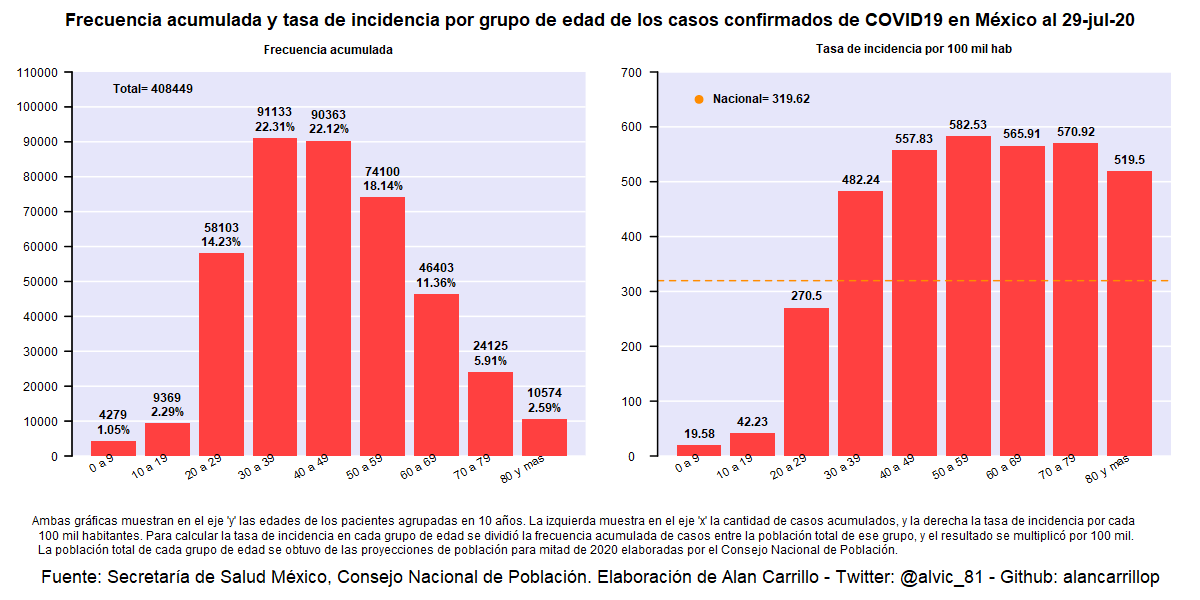 Frecuencia acumulada y tasa de incidencia por grupo de edad de los casos confirmados de COVID19 en México al 29-jul-20
Frecuencia acumulada
110000
100000
90000
80000
70000
60000
50000
40000
30000
20000
10000
0
Total= 408449
4279
1.05%
9369
2.29%
58103
14.23%
91133
22.31%
90363
22.12%
74100
18.14%
46403
11.36%
24125
5.91%
10574
2.59%
0 a 9
10 a 19
20 a 29
30 a 39
40 a 49
50 a 59
60 a 69
70 a 79
80 y mas
Tasa de incidencia por 100 mil hab
700
600
500
400
300
200
100
0
Nacional= 319.62
19.58
42.23
270.5
482.24
557.83
582.53
565.91
570.92
519.5
0 a 9
10 a 19
20 a 29
30 a 39
40 a 49
50 a 59
60 a 69
70 a 79
80 y mas
Ambas gráficas muestran en el eje 'y' las edades de los pacientes agrupadas en 10 años. La izquierda muestra en el eje 'x' la cantidad de casos acumulados, y la derecha la tasa de incidencia por cada
100 mil habitantes. Para calcular la tasa de incidencia en cada grupo de edad se dividió la frecuencia acumulada de casos entre la población total de ese grupo, y el resultado se multiplicó por 100 mil.
La población total de cada grupo de edad se obtuvo de las proyecciones de población para mitad de 2020 elaboradas por el Consejo Nacional de Población.
Fuente: Secretaría de Salud México, Consejo Nacional de Población. Elaboración de Alan Carrillo - Twitter: @alvic_81 - Github: alancarrillop